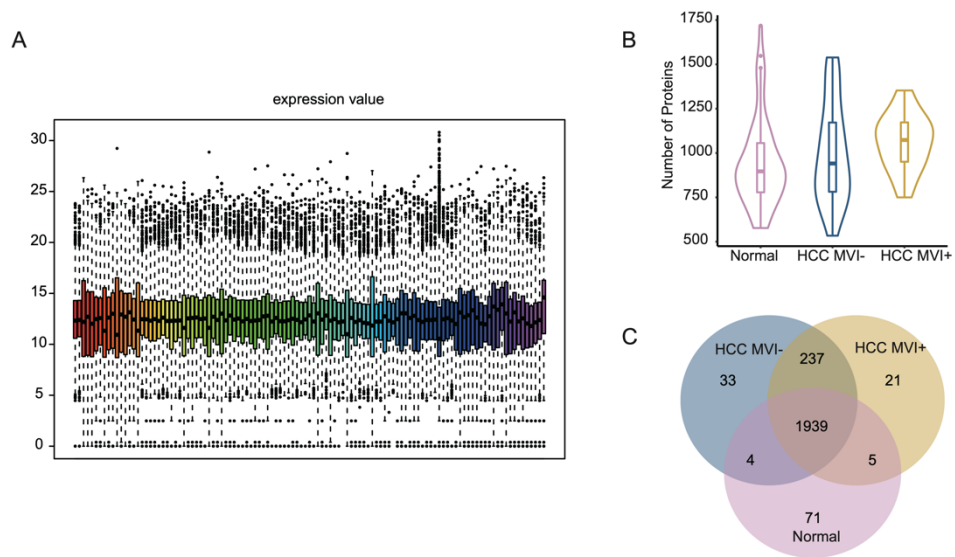 A
expression value
30
25
20
15
10
5
0
B
Number of Proteins
1750
1500
1250
1000
750
500
Normal HCC MVI- HCC MVI+
C
HCC MVI- 237 HCC MVI+
33 21
1939
4 5
71
Normal